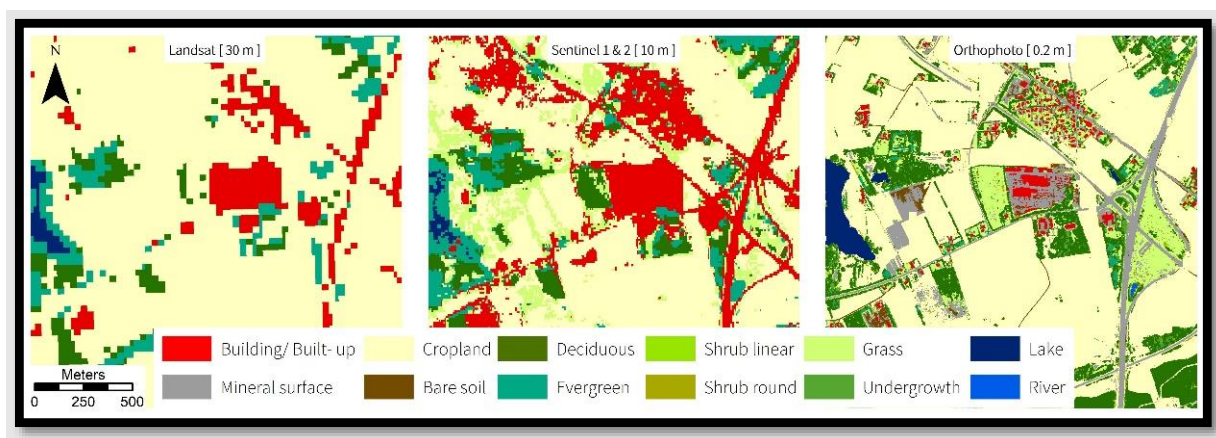 Landsat [ 30 m ]
Sentinel 1 & 2 [ 10 m ]
Orthophoto [ 0.2 m ]
N
Building/ Built- up
Cropland
Deciduous
Shrub linear
Grass
Lake
Mineral surface
Bare soil
Evergreen
Shrub round
Undergrowth
River
Meters
0 250 500